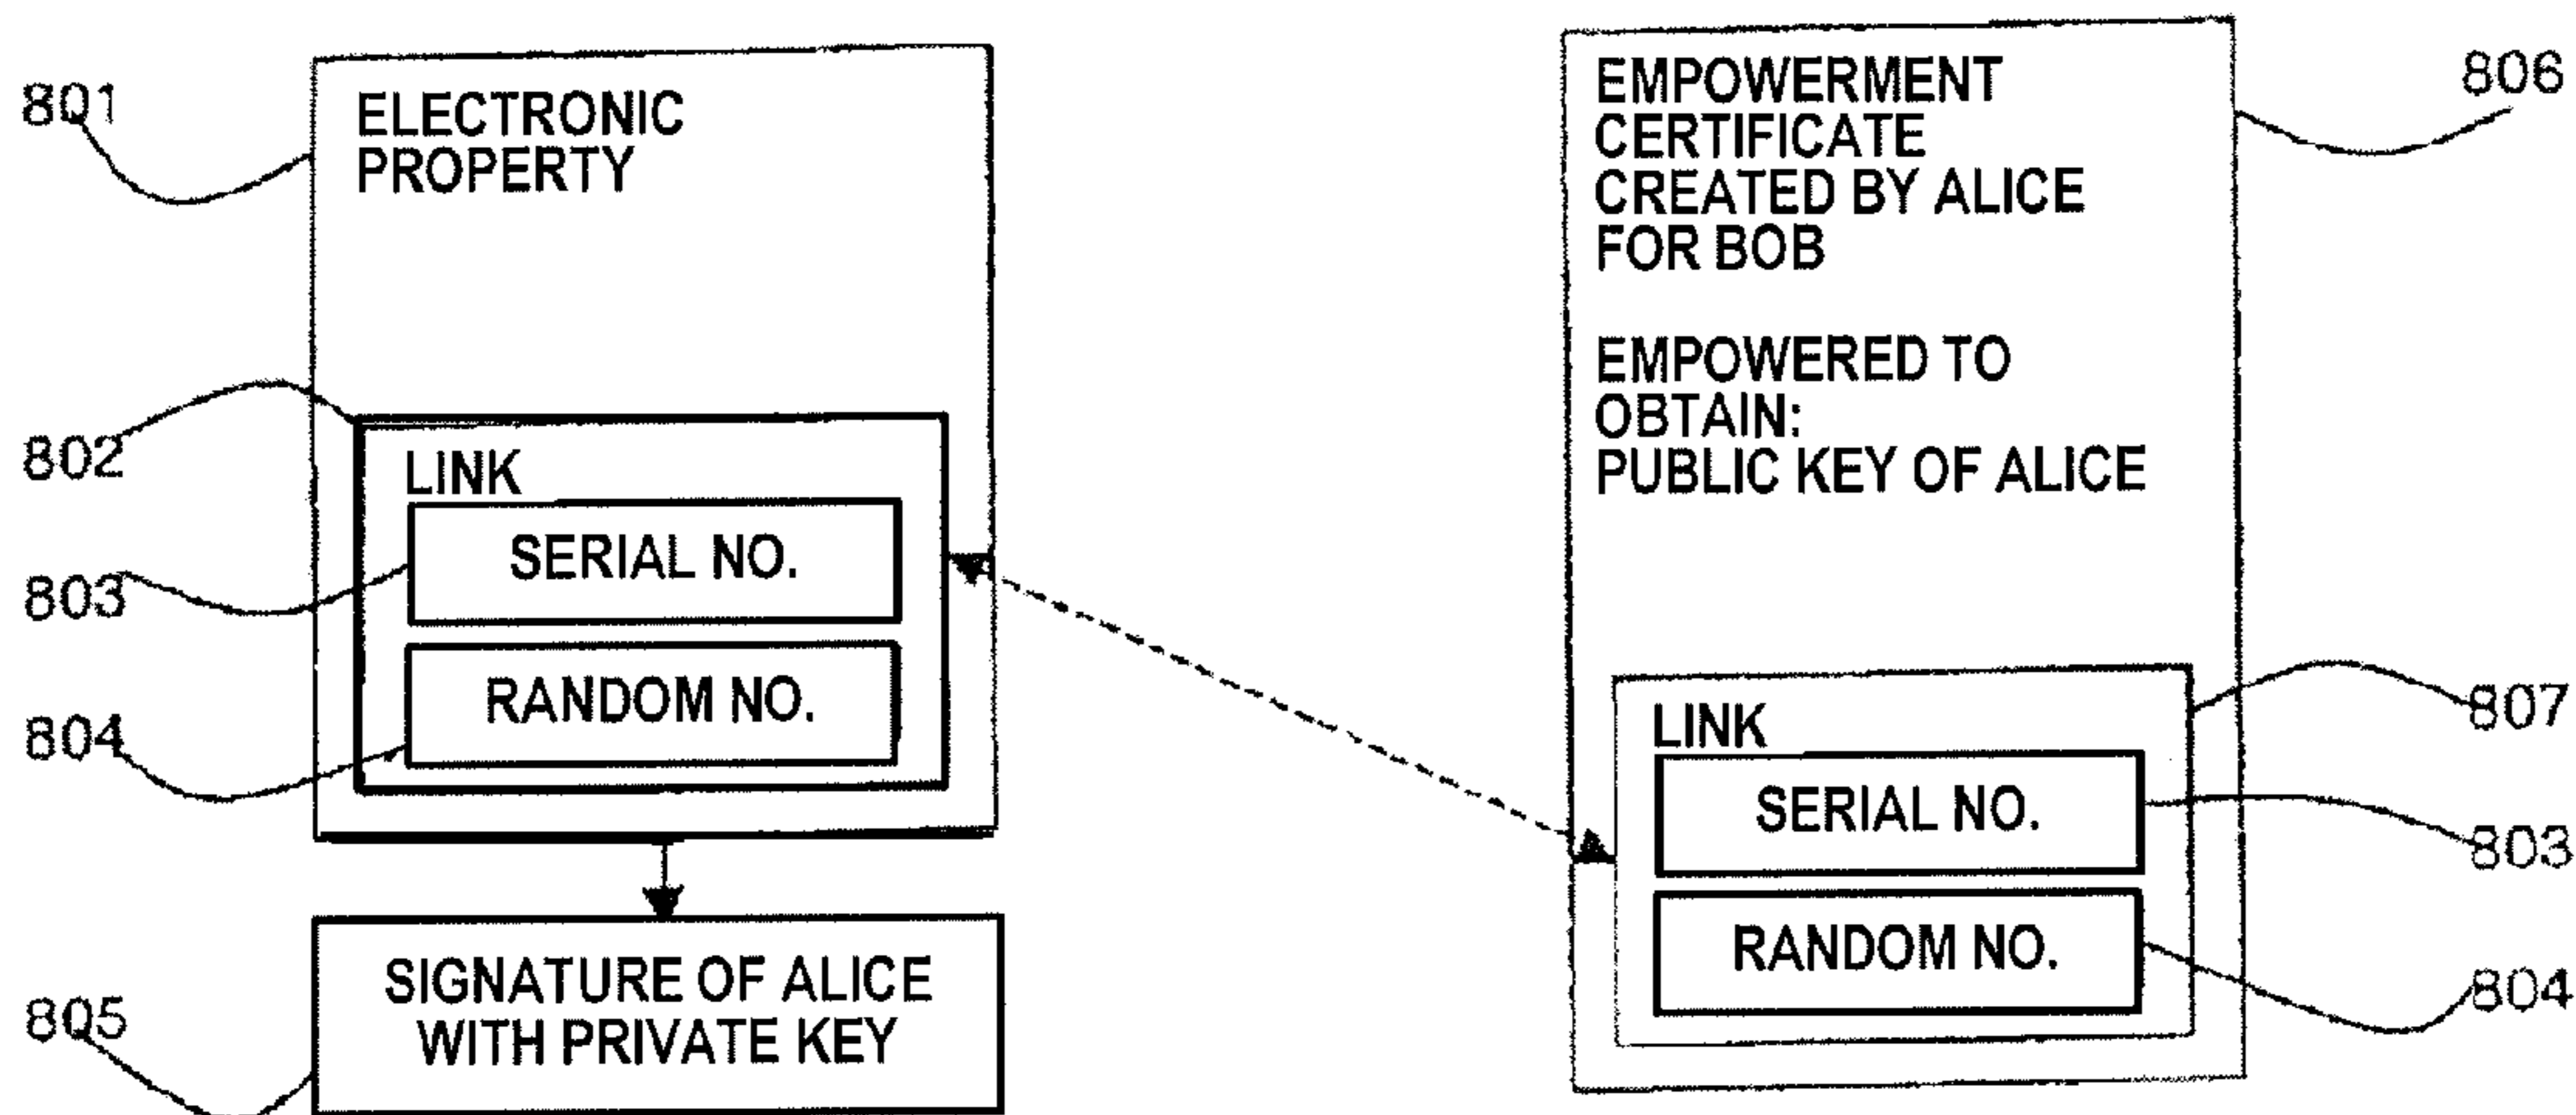 801
ELECTRONIC
PROPERTY
802
LINK
803
SERIAL NO.
804
RANDOM NO.
805
SIGNATURE OF ALICE
WITH PRIVATE KEY
806
EMPOWERMENT
CERTIFICATE
CREATED BY ALICE
FOR BOB
EMPOWERED TO
OBTAIN:
PUBLIC KEY OF ALICE
807
LINK
SERIAL NO.
803
RANDOM NO.
804